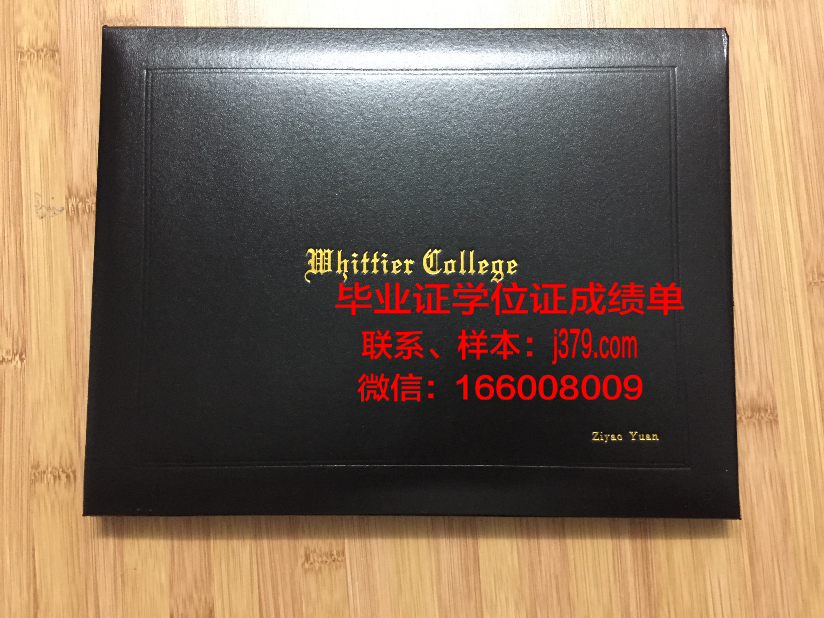 Whittier College
毕业证学位证成绩单
联系、样本：j379.com
微信：166008009
Ziyao Yuan